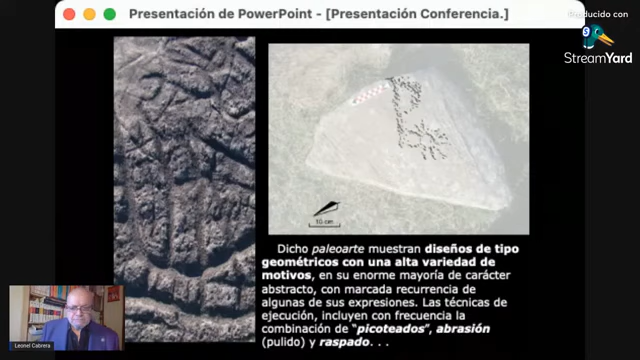 Presentación de PowerPoint - [Presentación Conferencia.]
Producido con
StreamYard
10 cm
Dicho paleoarte muestran diseños de tipo
geométricos con una alta variedad de
motivos, en su enorme mayoría de carácter
abstracto, con marcada recurrencia de
algunas de sus expresiones. Las técnicas de
ejecución, incluyen con frecuencia la
combinación de "picoteados", abrasión
(pulido) y raspado. . .
Leonel Cabrera